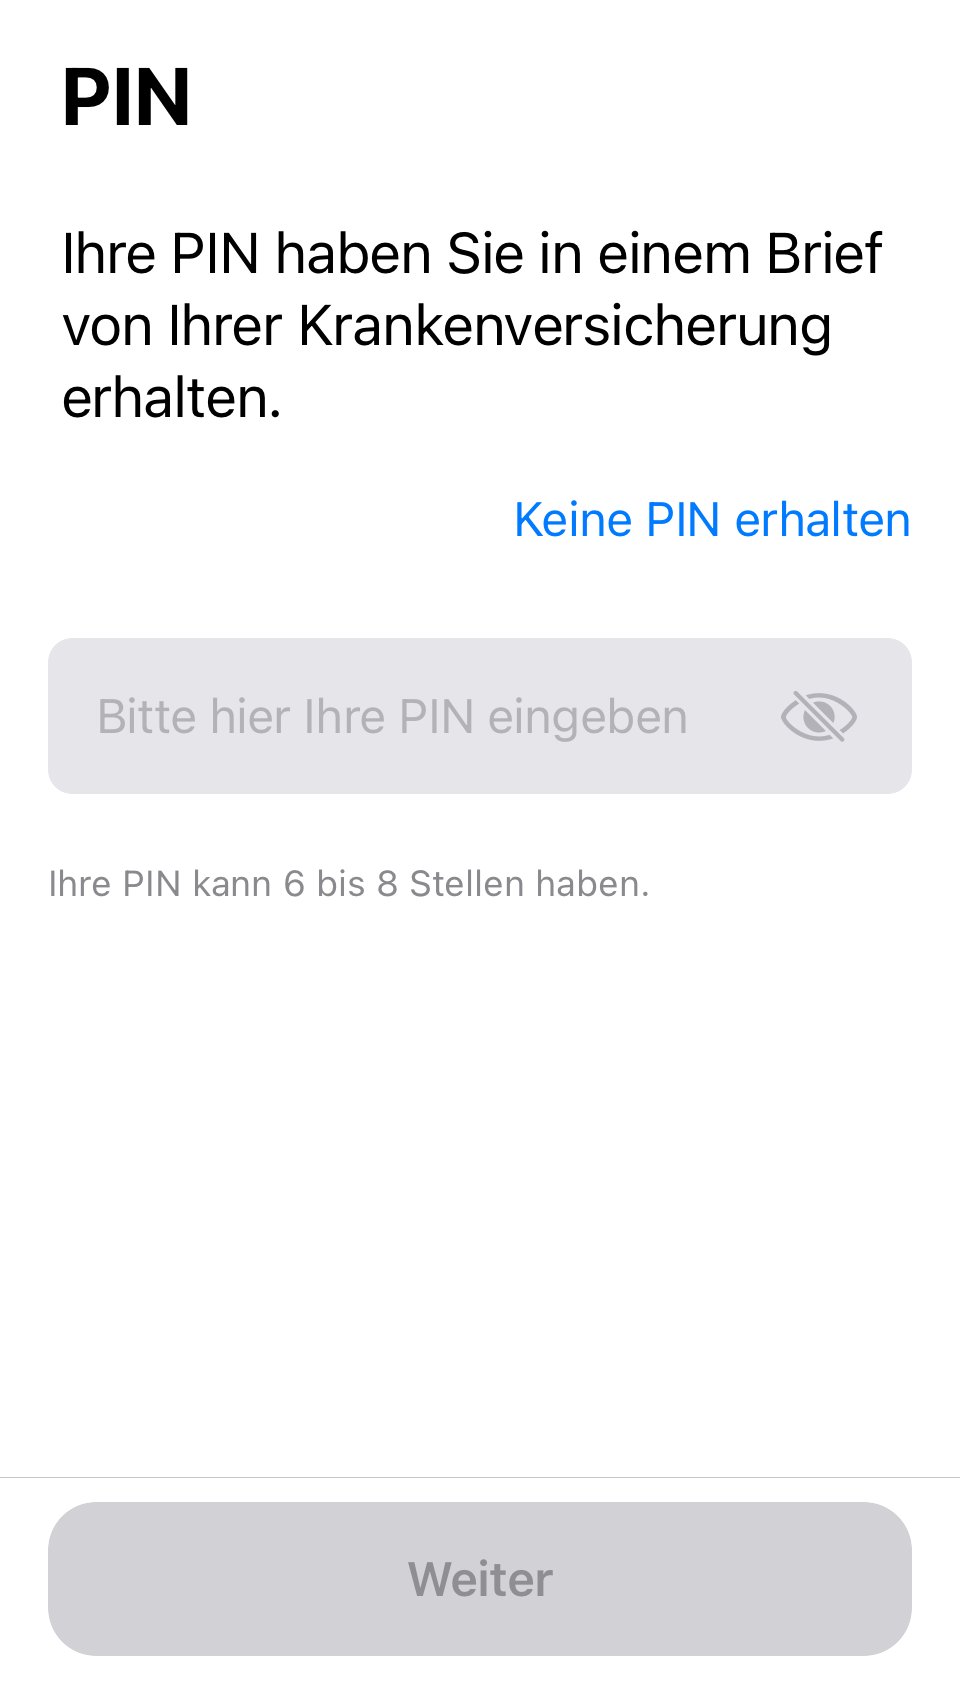 PIN
Ihre PIN haben Sie in einem Brief
von Ihrer Krankenversicherung
erhalten.
Keine PIN erhalten
Bitte hier Ihre PIN eingeben
Ihre PIN kann 6 bis 8 Stellen haben.
Weiter